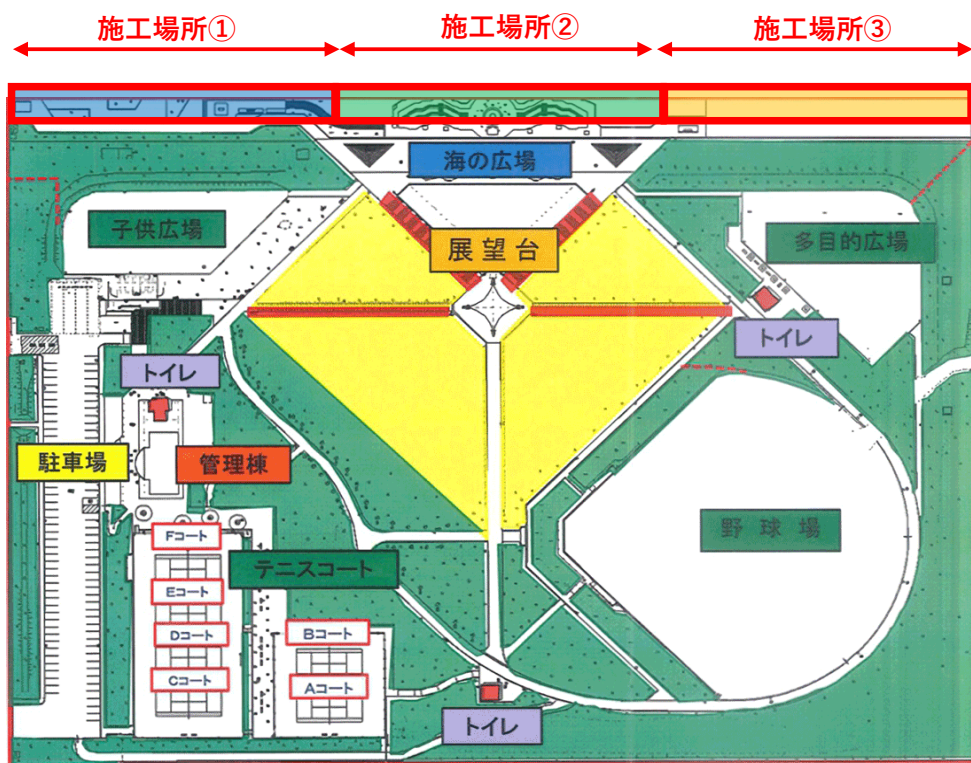 施工場所①
施工場所②
施工場所③
海の広場
子供広場
展望台
多目的広場
トイレ
トイレ
駐車場
管理棟
Fコート
テニスコート
野球場
Eコート
Dコート
Bコート
Cコート
Aコート
トイレ